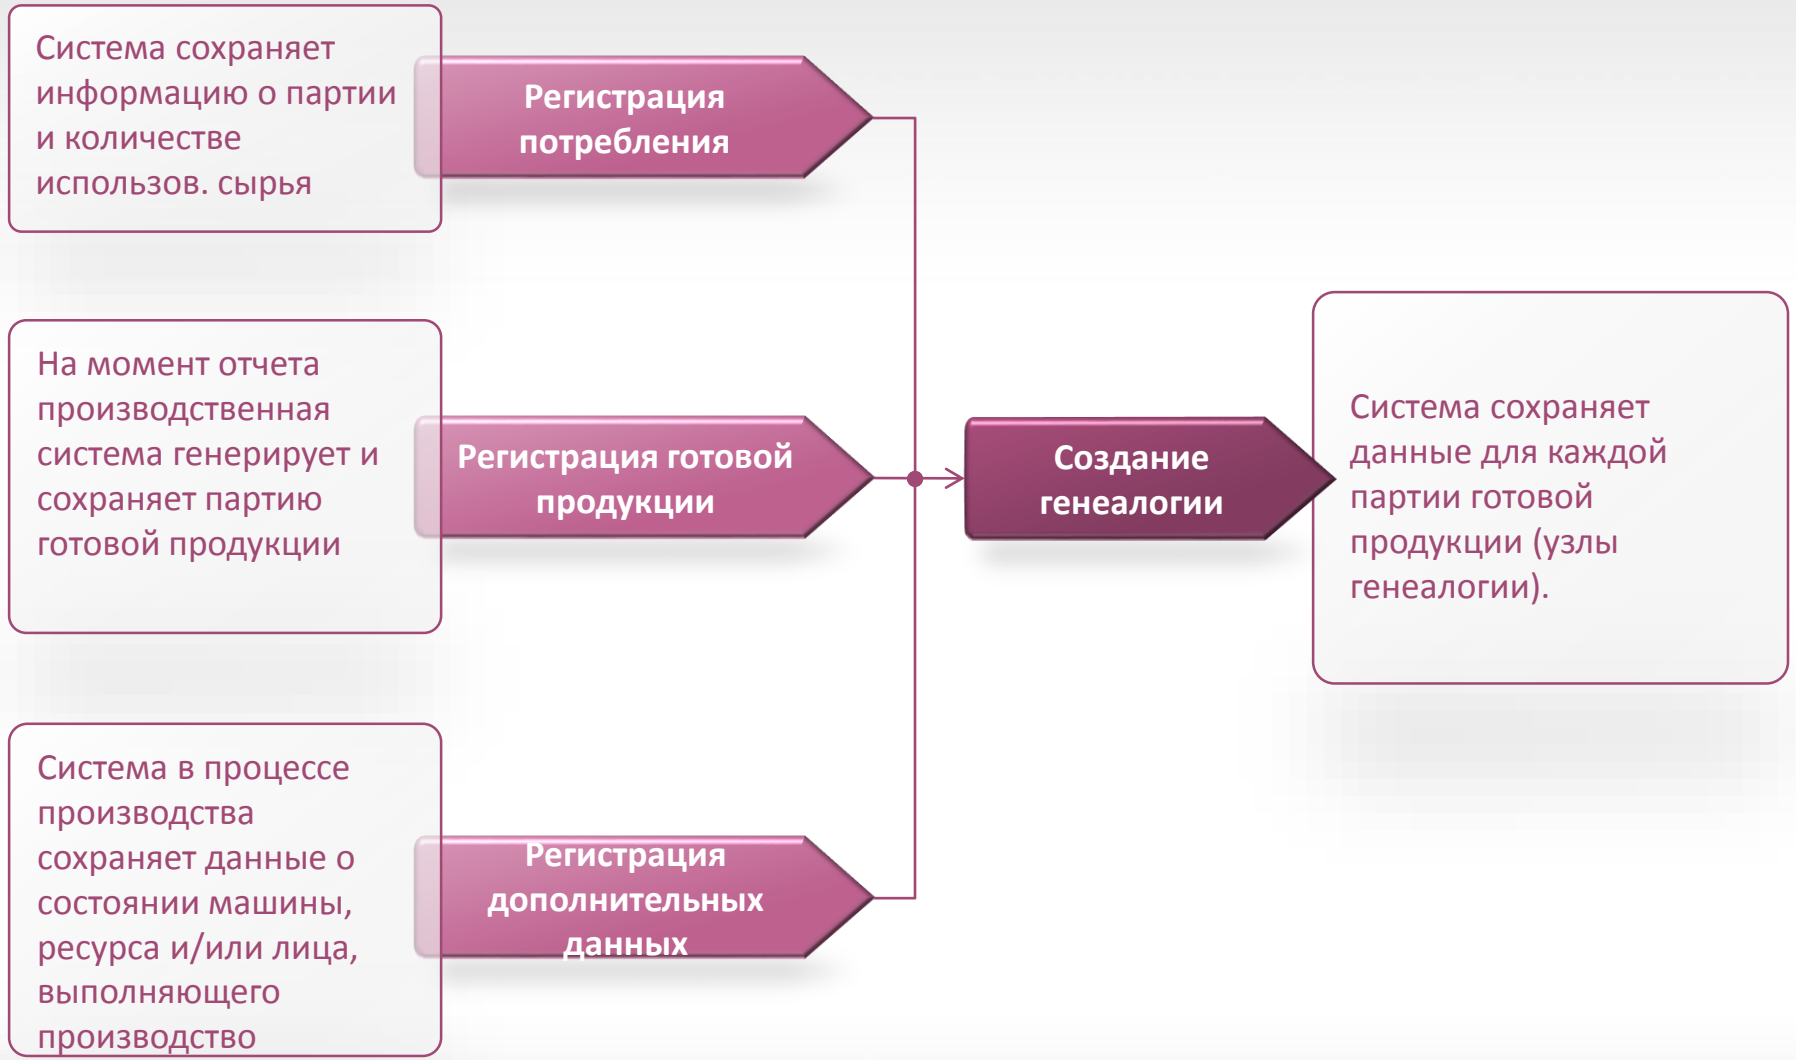 Система сохраняет
информацию о партии
и количестве
использов. сырья
Регистрация
потребления
На момент отчета
производственная
система генерирует и
сохраняет партию
готовой продукции
Регистрация готовой
продукции
Система в процессе
производства
сохраняет данные о
состоянии машины,
ресурса и/или лица,
выполняющего
производство
Регистрация
дополнительных
данных
Создание
генеалогии
Система сохраняет
данные для каждой
партии готовой
продукции (узлы
генеалогии).